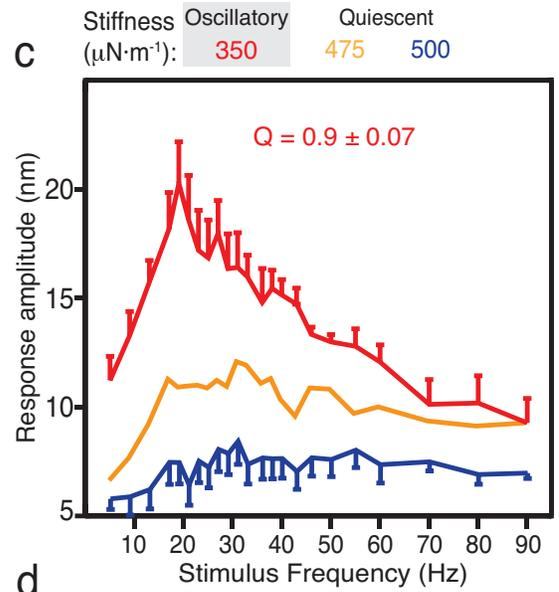 Stiffness Oscillatory Quiescent
(μN·m⁻¹): 350 475 500
c
Q = 0.9 ± 0.07
Response amplitude (nm)
20
15
10
5
10 20 30 40 50 60 70 80 90
Stimulus Frequency (Hz)
d